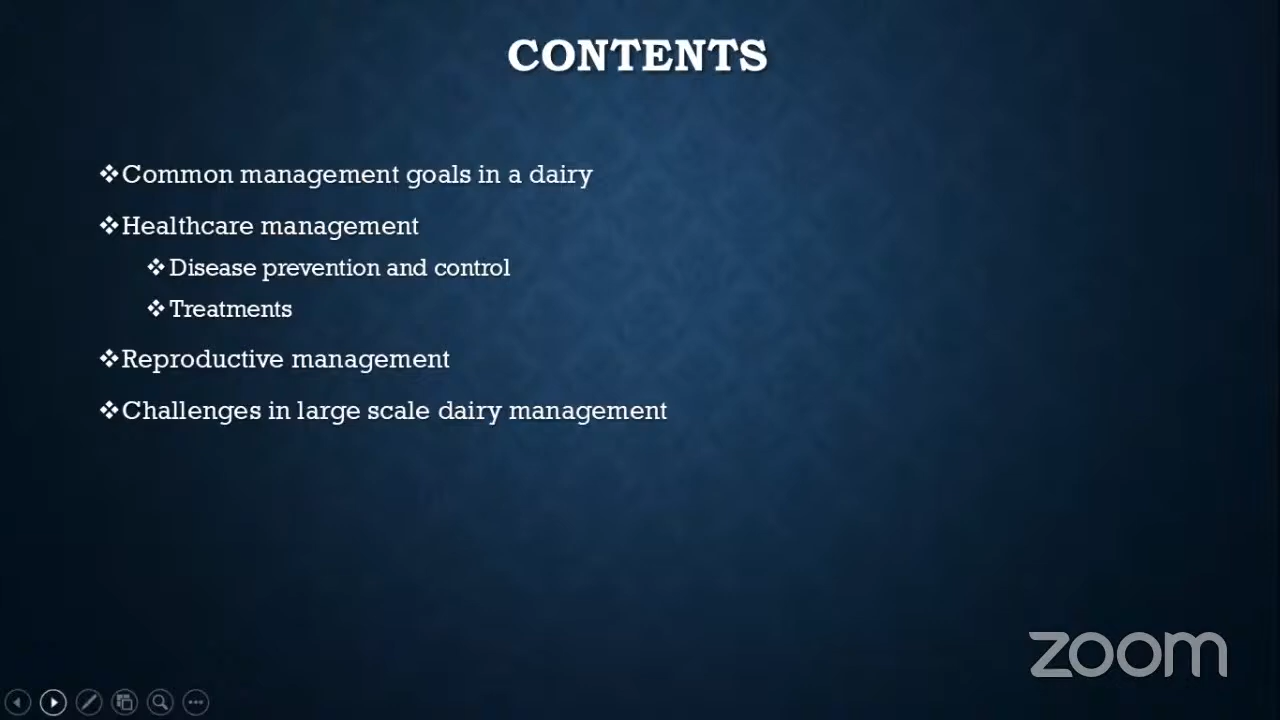 CONTENTS
❖Common management goals in a dairy
❖Healthcare management
❖Disease prevention and control
❖Treatments
❖Reproductive management
❖Challenges in large scale dairy management
zoom